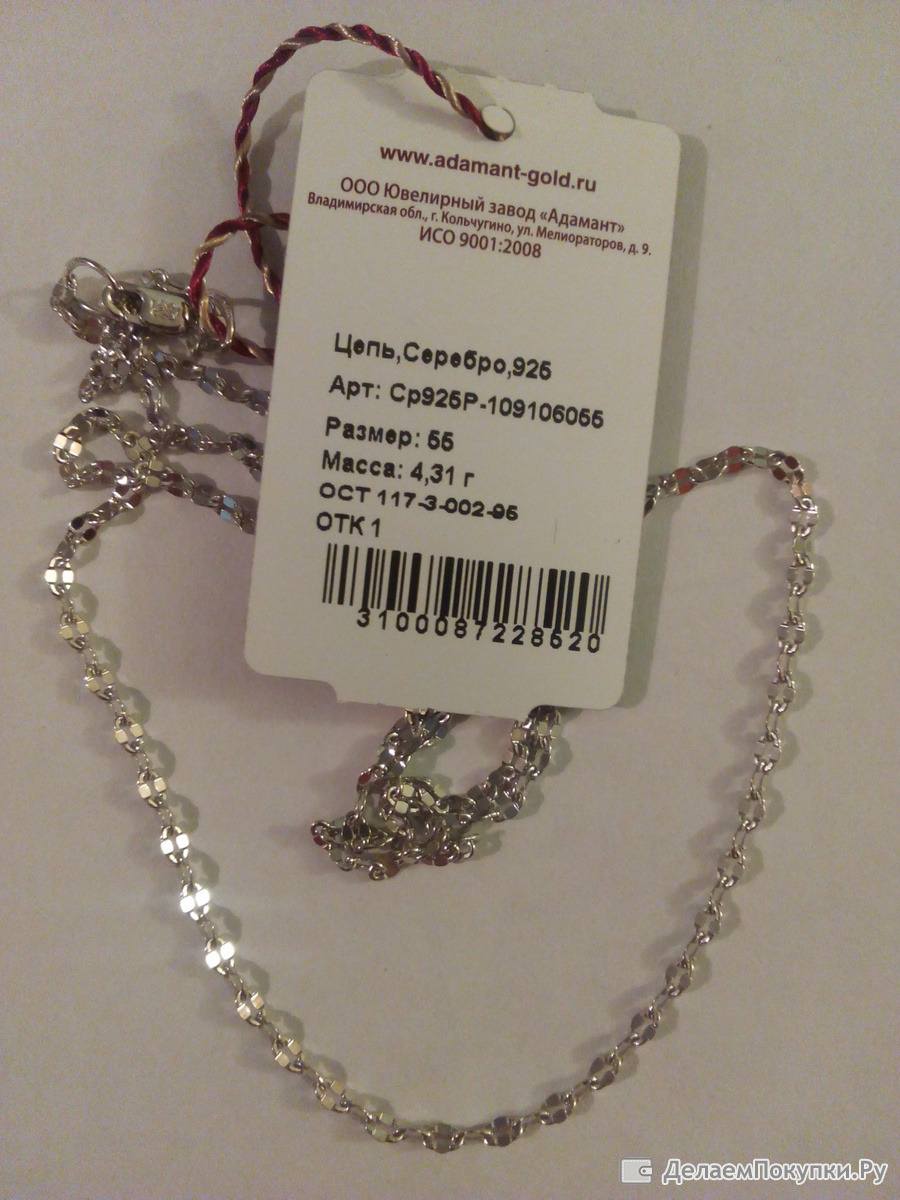 www.adamant-gold.ru
ООО Ювелирный завод «Адамант»
Владимирская обл., г. Кольчугино, ул. Мелиораторов, д. 9.
ИСО 9001:2008
Цепь,Серебро,925
Арт: Ср925Р-109106055
Размер: 55
Масса: 4,31 г
ОСТ 117-3-002-95
ОТК 1
3100087228620
ДелаемПокупки.Ру